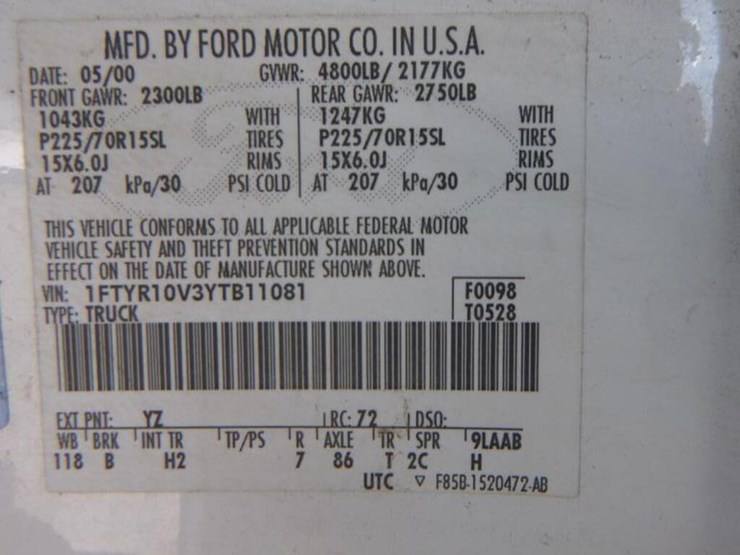 MFD. BY FORD MOTOR CO. IN U.S.A.
DATE: 05/00 GVWR: 4800LB/ 2177KG
FRONT GAWR: 2300LB REAR GAWR: 2750LB
1043KG WITH 1247KG WITH
P225/70R15SL TIRES P225/70R15SL TIRES
15X6.0J RIMS 15X6.0J RIMS
AT 207 kPa/30 PSI COLD AT 207 kPa/30 PSI COLD
THIS VEHICLE CONFORMS TO ALL APPLICABLE FEDERAL MOTOR
VEHICLE SAFETY AND THEFT PREVENTION STANDARDS IN
EFFECT ON THE DATE OF MANUFACTURE SHOWN ABOVE.
VIN: 1FTYR10V3YTB11081 F0098
TYPE: TRUCK T0528
EXT PNT: YZ RC: 72 DSO:
WB BRK INT TR TP/PS R AXLE TR SPR 9LAAB
118 B H2 7 86 T 2C H
UTC ▽ F85B-1520472-AB